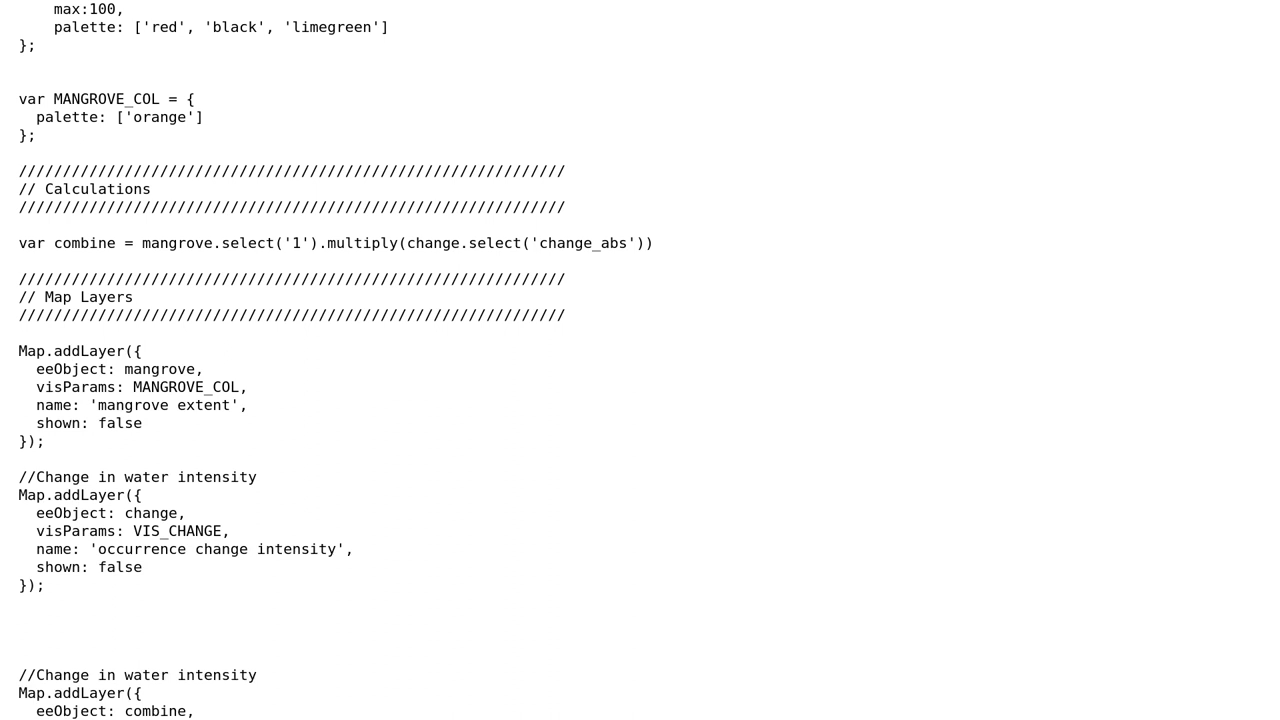 max:100,
    palette: ['red', 'black', 'limegreen']
};
var MANGROVE_COL = {
  palette: ['orange']
};
//////////////////////////////////////////////////////////////
// Calculations
//////////////////////////////////////////////////////////////
var combine = mangrove.select('1').multiply(change.select('change_abs'))
//////////////////////////////////////////////////////////////
// Map Layers
//////////////////////////////////////////////////////////////
Map.addLayer({
  eeObject: mangrove,
  visParams: MANGROVE_COL,
  name: 'mangrove extent',
  shown: false
});
//Change in water intensity
Map.addLayer({
  eeObject: change,
  visParams: VIS_CHANGE,
  name: 'occurrence change intensity',
  shown: false
});
//Change in water intensity
Map.addLayer({
  eeObject: combine,